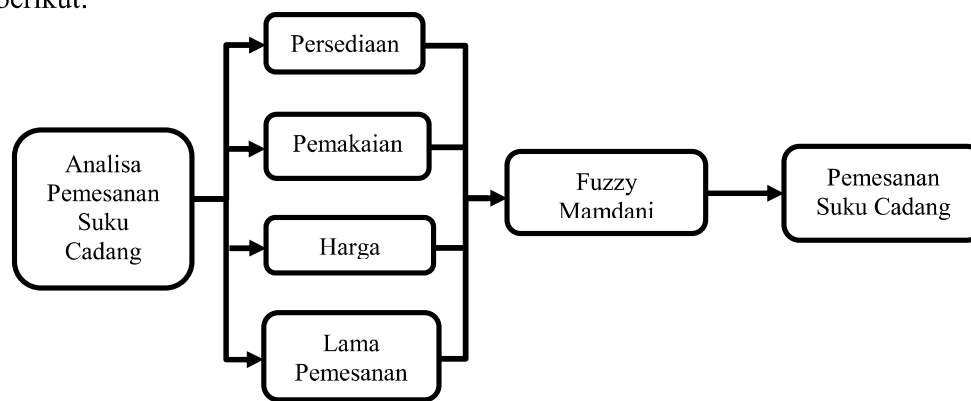 berikut:
Persediaan
Pemakaian
Analisa
Pemesanan
Suku
Cadang
Harga
Lama
Pemesanan
Fuzzy
Mamdani
Pemesanan
Suku Cadang